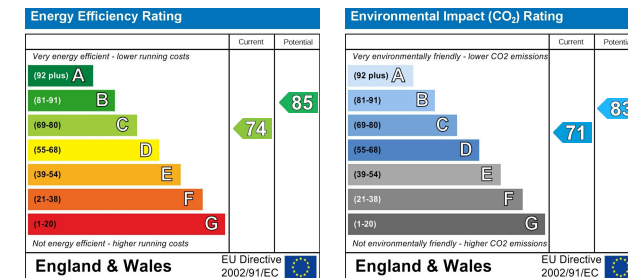 Energy Efficiency Rating
Current Potential
Very energy efficient - lower running costs
(92 plus) A
(81-91) B
(69-80) C
(55-68) D
(39-54) E
(21-38) F
(1-20) G
74
85
Not energy efficient - higher running costs
England & Wales
EU Directive
2002/91/EC
Environmental Impact (CO2) Rating
Current Potentia
Very environmentally friendly - lower CO2 emissions
(92 plus) A
(81-91) B
(69-80) C
(55-68) D
(39-54) E
(21-38) F
(1-20) G
71
83
Not environmentally friendly - higher CO2 emissions
England & Wales
EU Directive
2002/91/EC